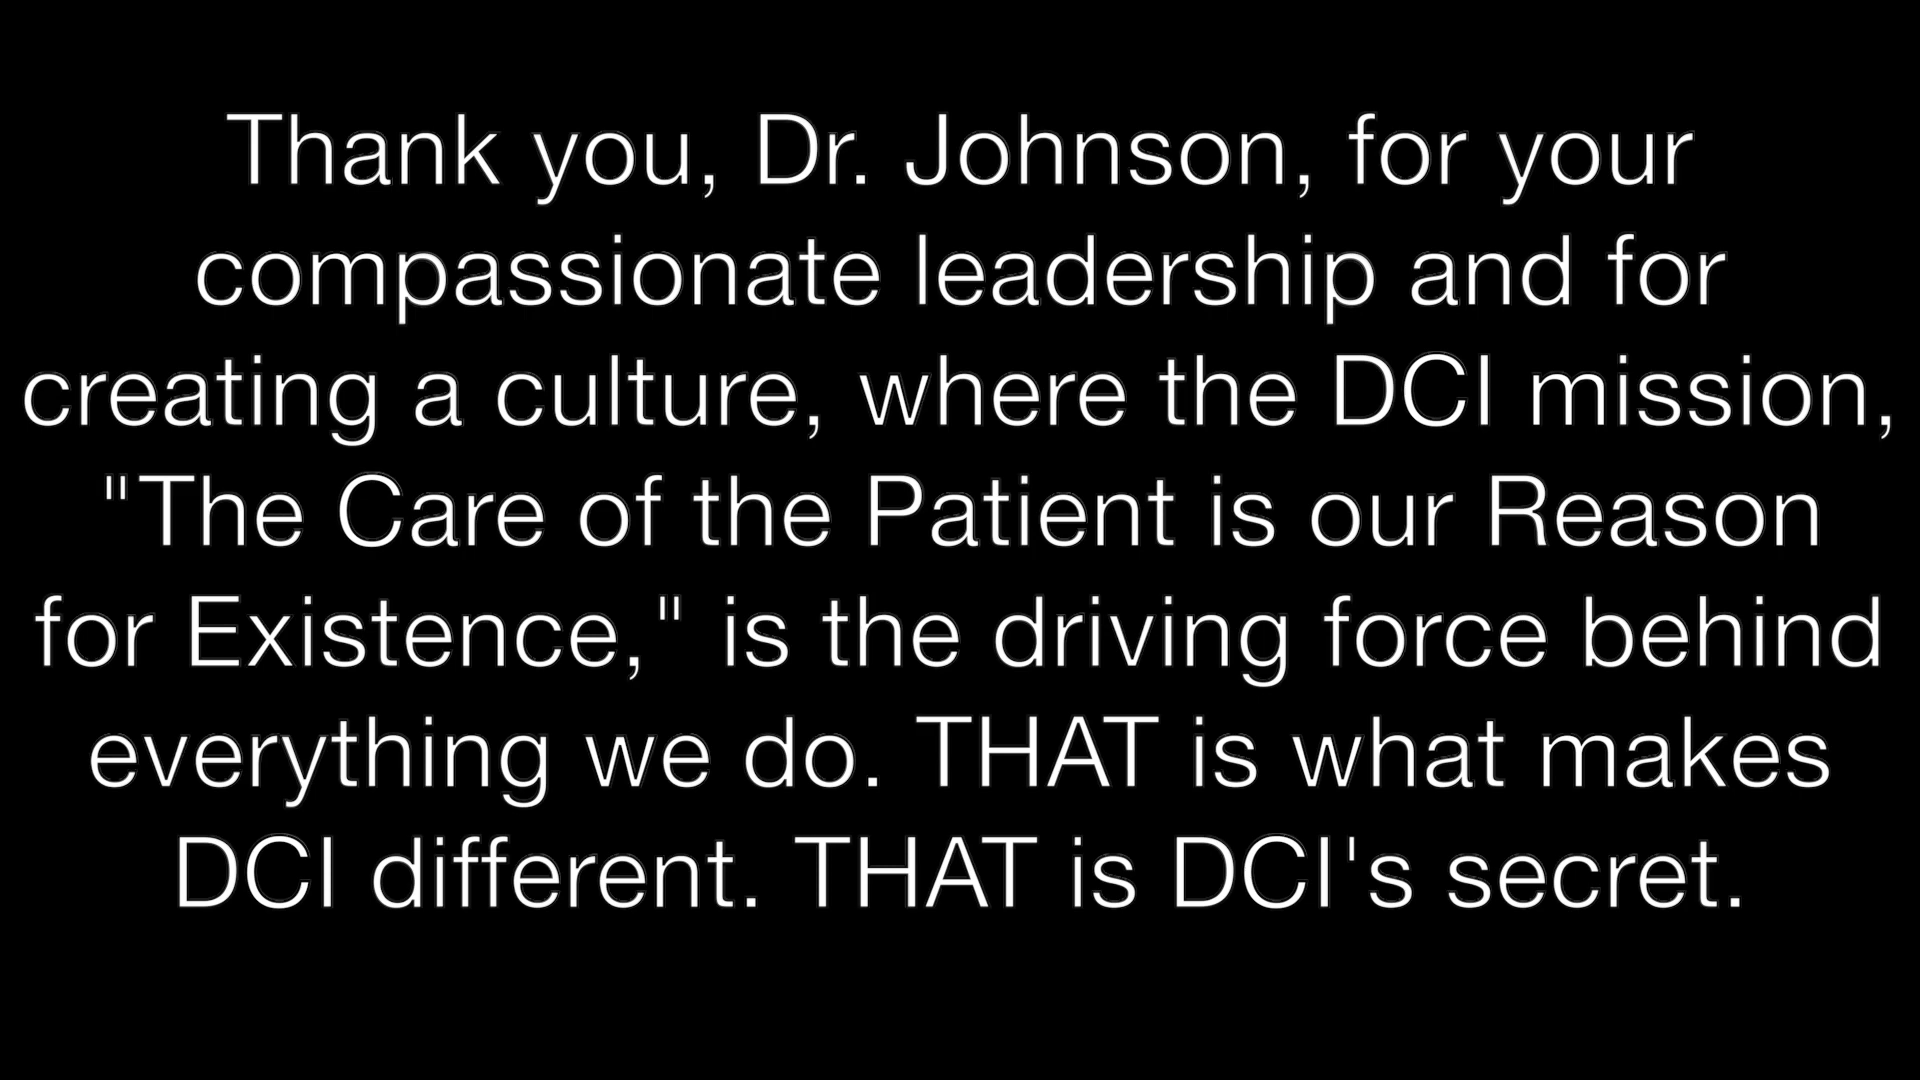 Thank you, Dr. Johnson, for your
compassionate leadership and for
creating a culture, where the DCI mission,
"The Care of the Patient is our Reason
for Existence," is the driving force behind
everything we do. THAT is what makes
DCI different. THAT is DCI's secret.